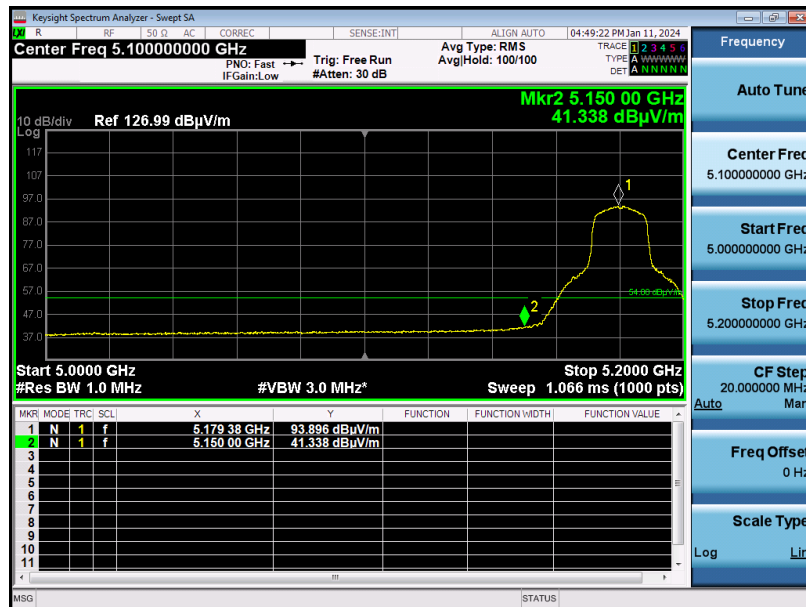 Keysight Spectrum Analyzer - Swept SA
LXI R RF 50 Ω AC CORREC SENSE:INT ALIGN AUTO 04:49:22 PM Jan 11, 2024
Center Freq 5.100000000 GHz
PNO: Fast
IFGain:Low
Trig: Free Run
#Atten: 30 dB
Avg Type: RMS
Avg|Hold: 100/100
TRACE 1 2 3 4 5 6
TYPE A WWWWW
DET A N N N N N
Mkr2 5.150 00 GHz
41.338 dBµV/m
10 dB/div Ref 126.99 dBµV/m
Log
117
107
97.0
87.0
77.0
67.0
57.0
47.0
37.0
1
2
54.00 dBµV/m
Start 5.0000 GHz Stop 5.2000 GHz
#Res BW 1.0 MHz #VBW 3.0 MHz* Sweep 1.066 ms (1000 pts)
MKR MODE TRC SCL X Y FUNCTION FUNCTION WIDTH FUNCTION VALUE
1 N 1 f 5.179 38 GHz 93.896 dBµV/m
2 N 1 f 5.150 00 GHz 41.338 dBµV/m
3
4
5
6
7
8
9
10
11
MSG STATUS
Frequency
Auto Tune
Center Freq
5.100000000 GHz
Start Freq
5.000000000 GHz
Stop Freq
5.200000000 GHz
CF Step
20.000000 MHz
Auto Man
Freq Offset
0 Hz
Scale Type
Log Lin